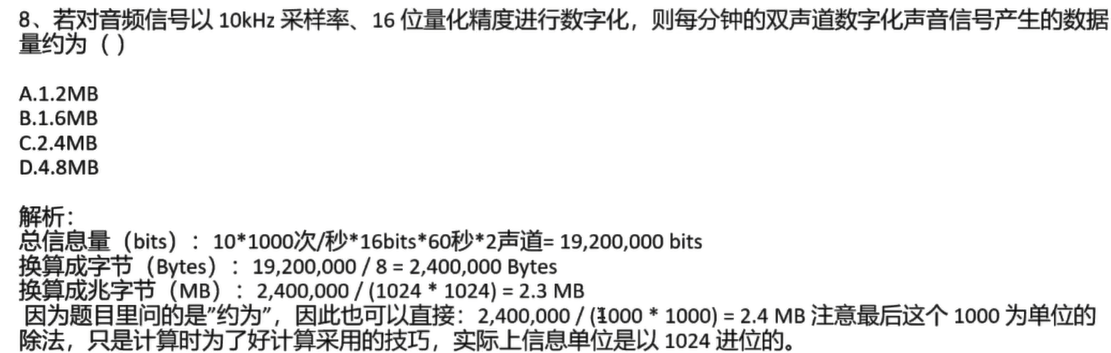 8、若对音频信号以 10kHz 采样率、16 位量化精度进行数字化，则每分钟的双声道数字化声音信号产生的数据
量约为（ ）
A.1.2MB
B.1.6MB
C.2.4MB
D.4.8MB
解析：
总信息量（bits）：10*1000次/秒*16bits*60秒*2声道= 19,200,000 bits
换算成字节（Bytes）：19,200,000 / 8 = 2,400,000 Bytes
换算成兆字节（MB）：2,400,000 / (1024 * 1024) = 2.3 MB
因为题目里问的是”约为”，因此也可以直接：2,400,000 / (1000 * 1000) = 2.4 MB 注意最后这个 1000 为单位的
除法，只是计算时为了好计算采用的技巧，实际上信息单位是以 1024 进位的。